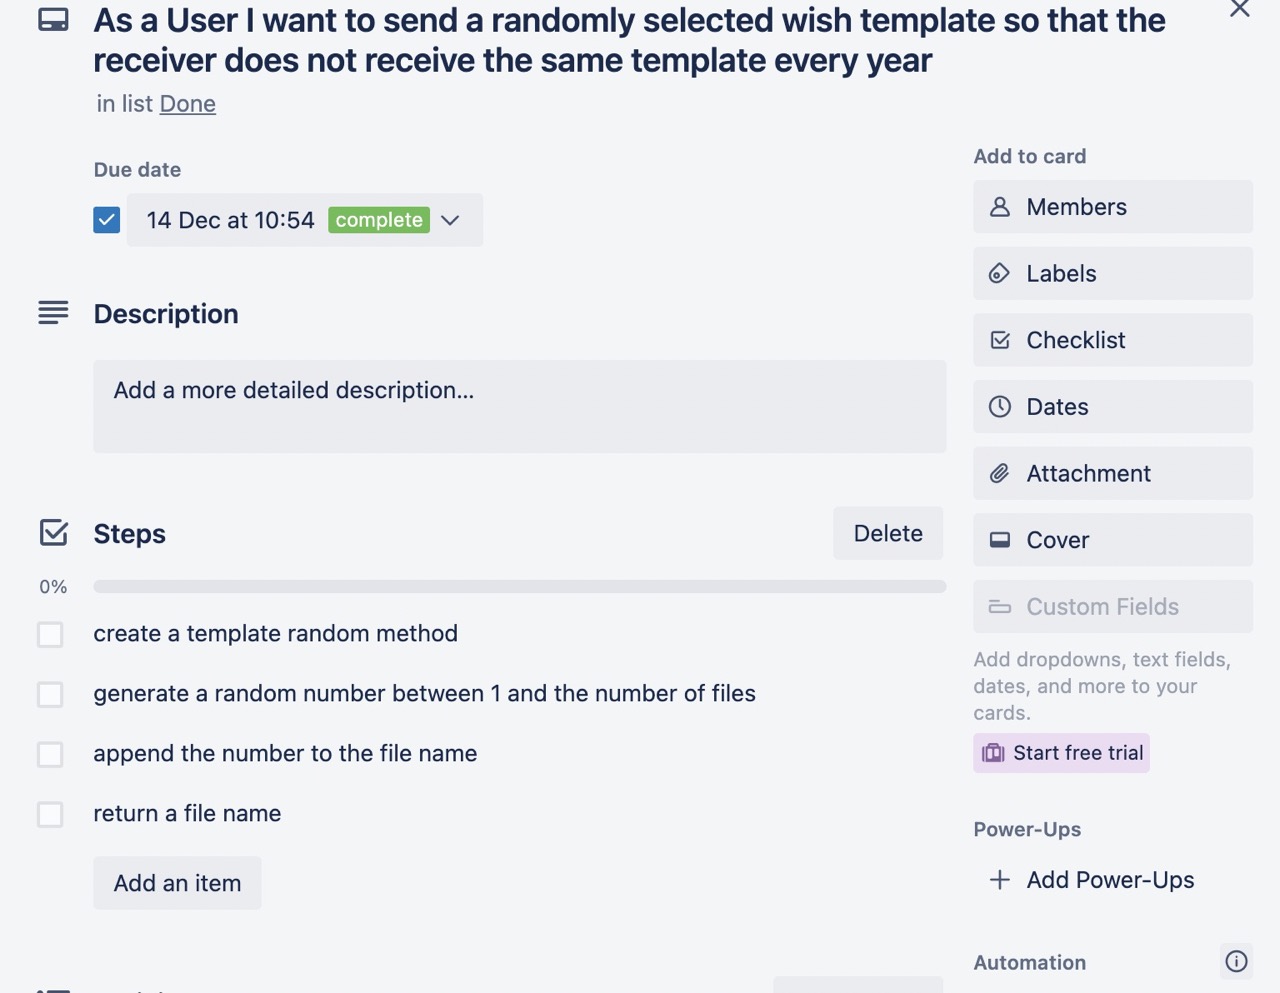 As a User I want to send a randomly selected wish template so that the
receiver does not receive the same template every year
in list Done
Due date
14 Dec at 10:54 complete
Description
Add a more detailed description...
Steps
Delete
0%
create a template random method
generate a random number between 1 and the number of files
append the number to the file name
return a file name
Add an item
Add to card
Members
Labels
Checklist
Dates
Attachment
Cover
Custom Fields
Add dropdowns, text fields,
dates, and more to your
cards.
Start free trial
Power-Ups
Add Power-Ups
Automation